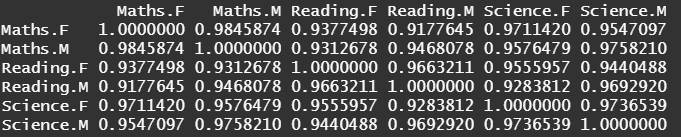 Maths.F Maths.M Reading.F Reading.M Science.F Science.M
Maths.F 1.0000000 0.9845874 0.9377498 0.9177645 0.9711420 0.9547097
Maths.M 0.9845874 1.0000000 0.9312678 0.9468078 0.9576479 0.9758210
Reading.F 0.9377498 0.9312678 1.0000000 0.9663211 0.9555957 0.9440488
Reading.M 0.9177645 0.9468078 0.9663211 1.0000000 0.9283812 0.9692920
Science.F 0.9711420 0.9576479 0.9555957 0.9283812 1.0000000 0.9736539
Science.M 0.9547097 0.9758210 0.9440488 0.9692920 0.9736539 1.0000000